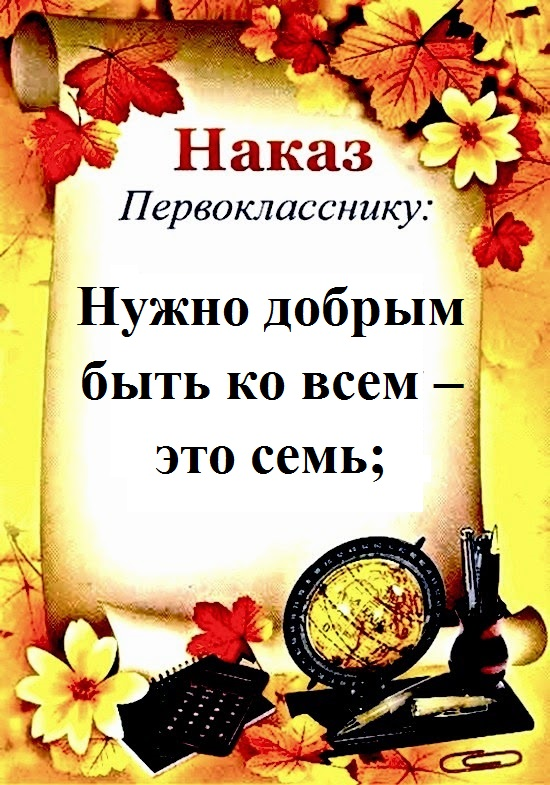 Наказ
Первокласснику:
Нужно добрым
быть ко всем –
это семь;